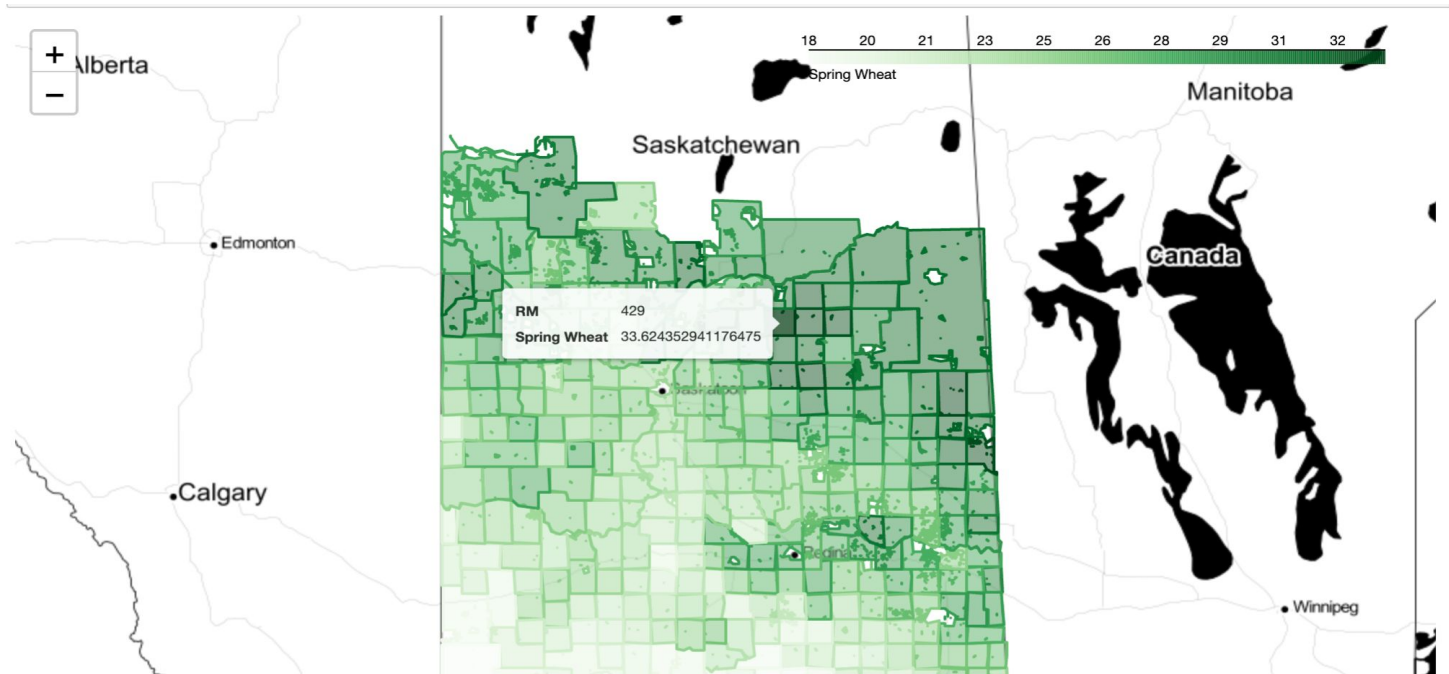 +
Alberta
−
18 20 21 23 25 26 28 29 31 32
Spring Wheat
Manitoba
Saskatchewan
Edmonton
Canada
RM 429
Spring Wheat 33.624352941176475
Saskatoon
Calgary
Regina
Winnipeg